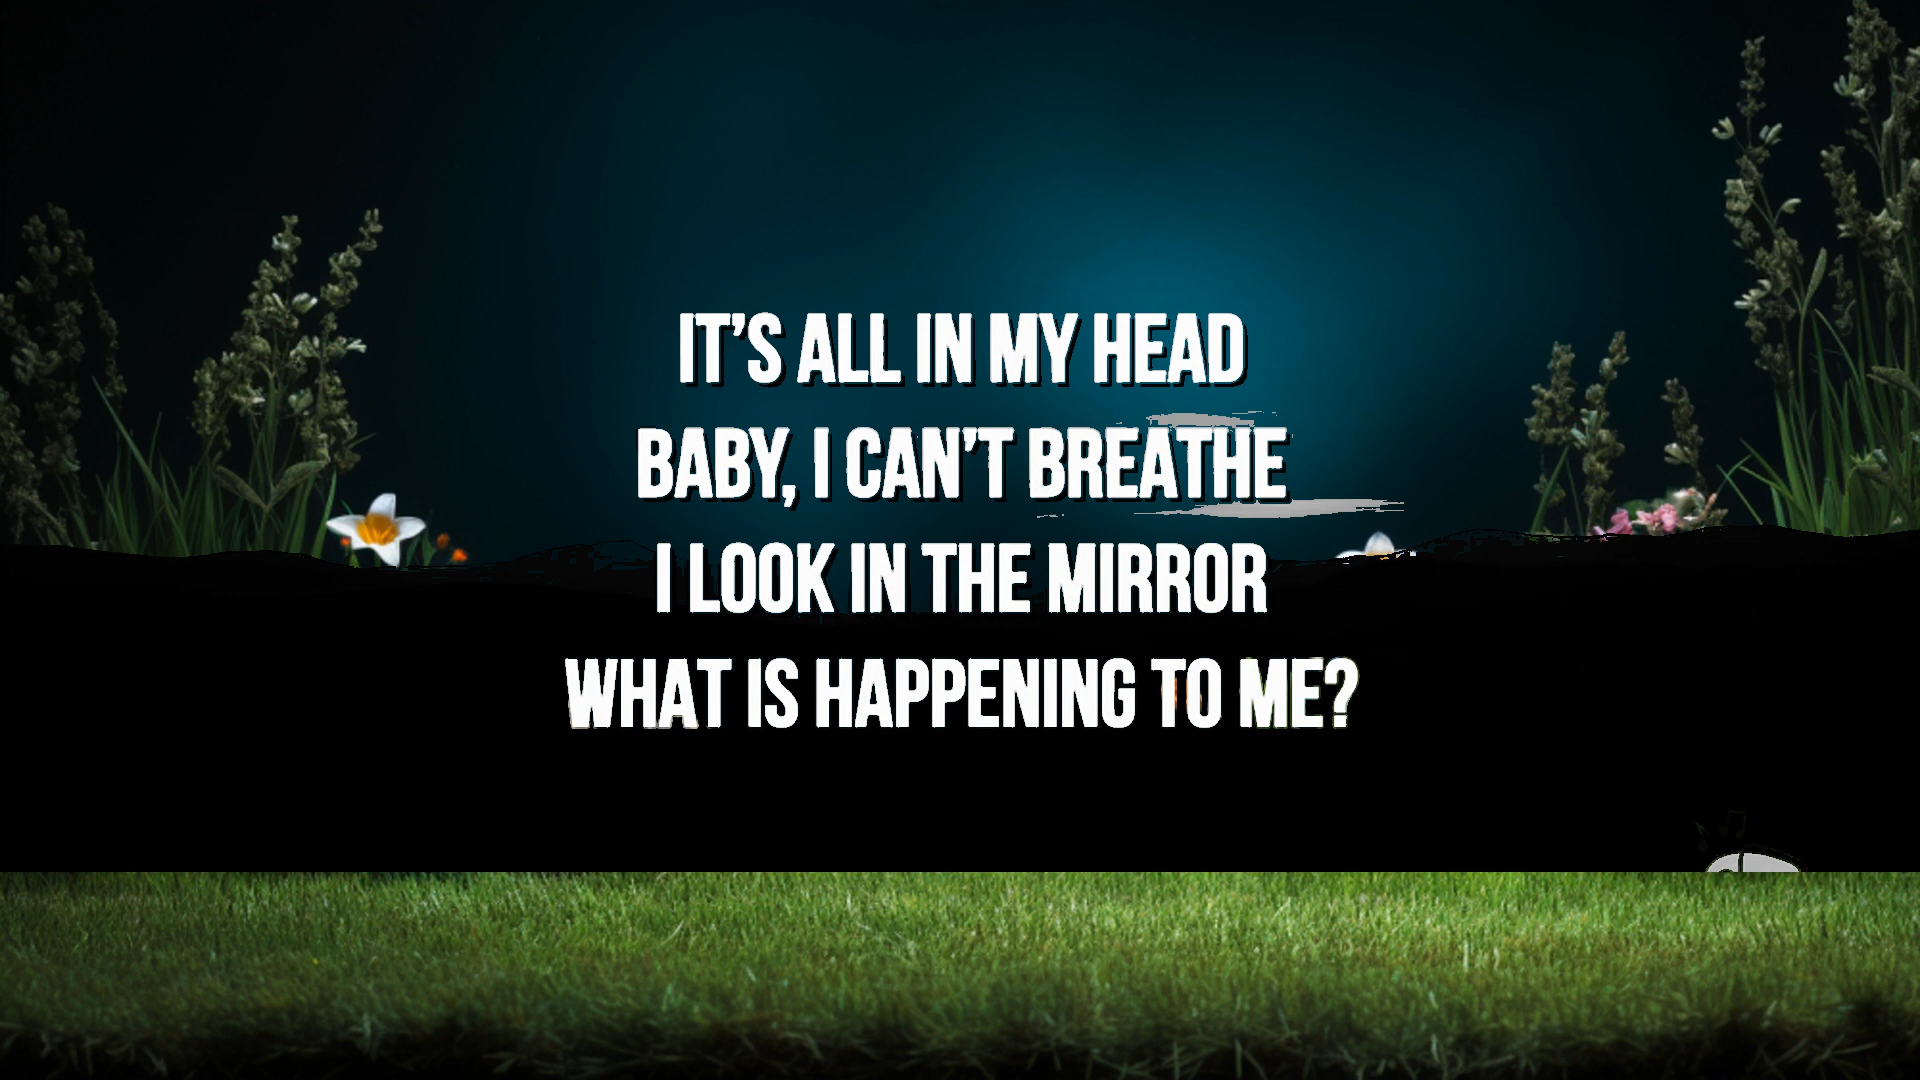 IT'S ALL IN MY HEAD
BABY, I CAN'T BREATHE
I LOOK IN THE MIRROR
WHAT IS HAPPENING TO ME?